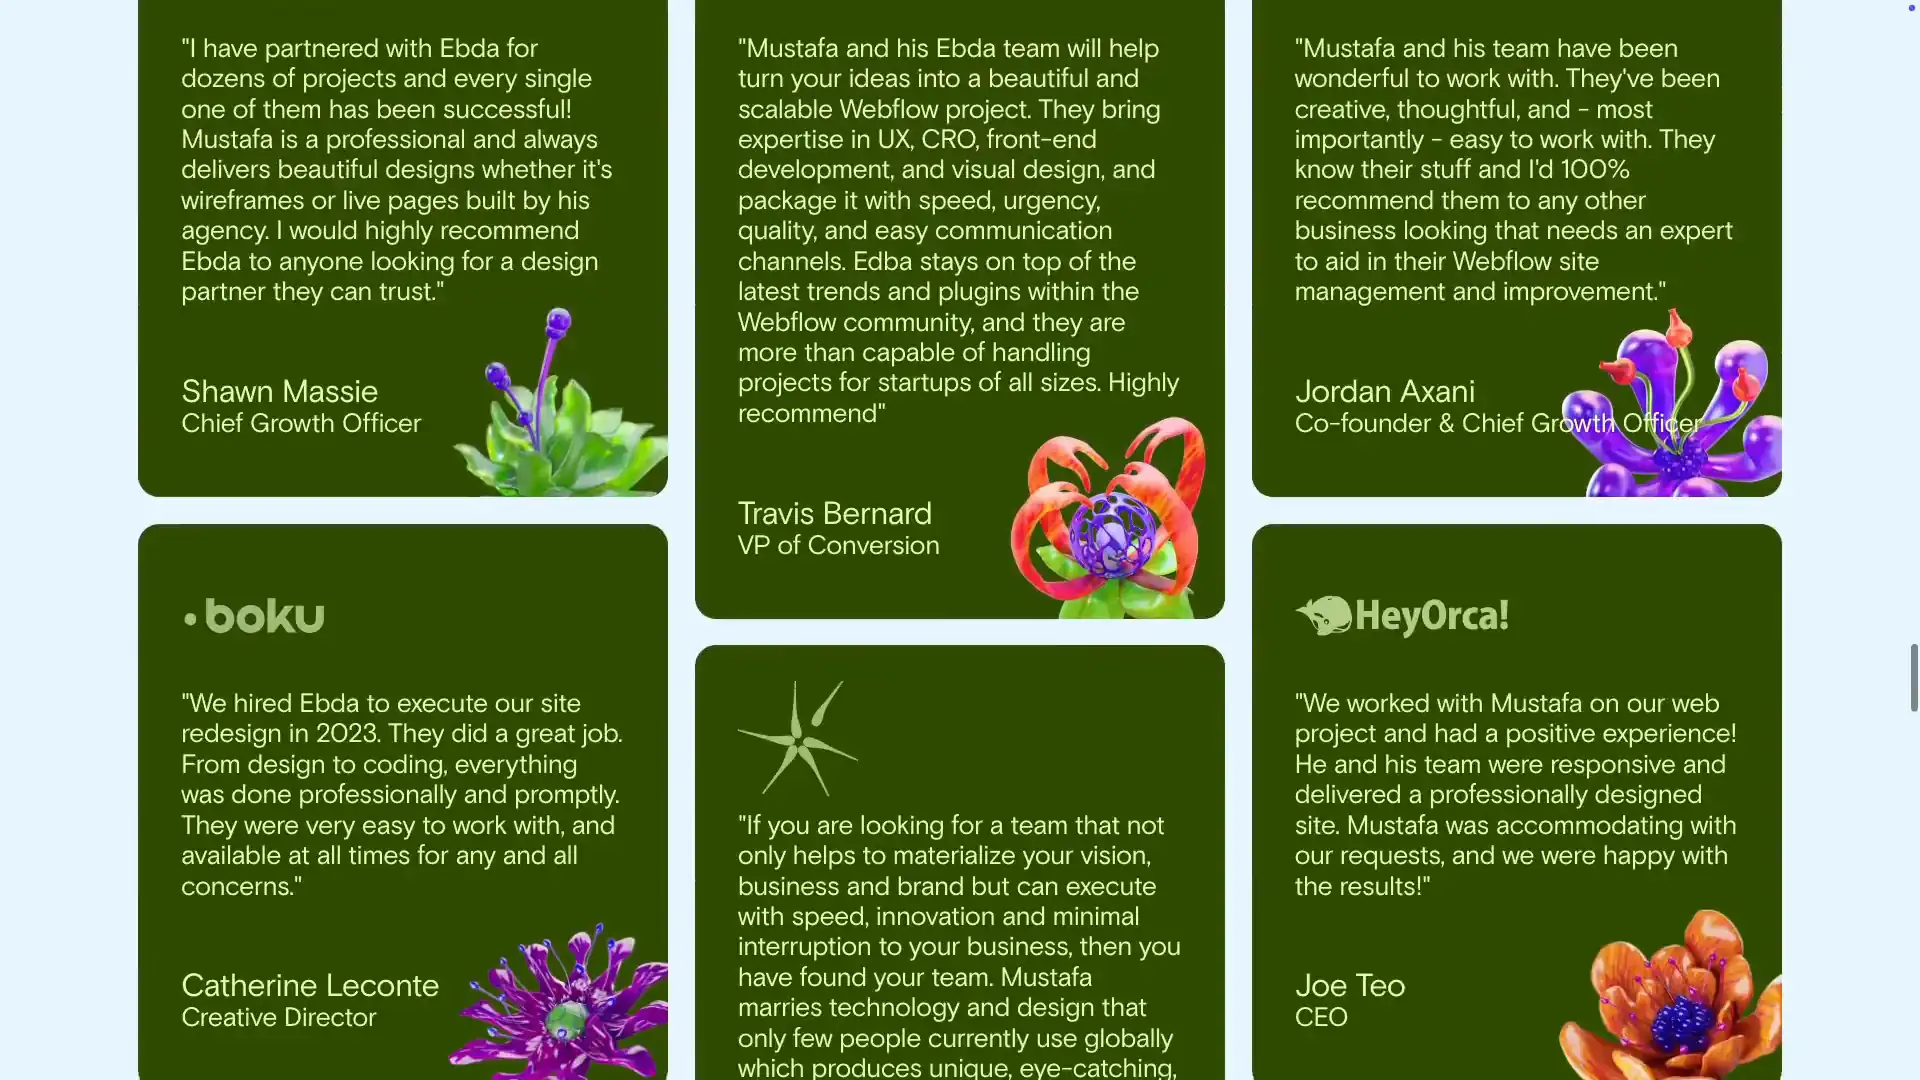 "I have partnered with Ebda for
dozens of projects and every single
one of them has been successful!
Mustafa is a professional and always
delivers beautiful designs whether it's
wireframes or live pages built by his
agency. I would highly recommend
Ebda to anyone looking for a design
partner they can trust."
Shawn Massie
Chief Growth Officer
"Mustafa and his Ebda team will help
turn your ideas into a beautiful and
scalable Webflow project. They bring
expertise in UX, CRO, front-end
development, and visual design, and
package it with speed, urgency,
quality, and easy communication
channels. Edba stays on top of the
latest trends and plugins within the
Webflow community, and they are
more than capable of handling
projects for startups of all sizes. Highly
recommend"
Travis Bernard
VP of Conversion
"Mustafa and his team have been
wonderful to work with. They've been
creative, thoughtful, and - most
importantly - easy to work with. They
know their stuff and I'd 100%
recommend them to any other
business looking that needs an expert
to aid in their Webflow site
management and improvement."
Jordan Axani
Co-founder & Chief Growth Officer
boku
"We hired Ebda to execute our site
redesign in 2023. They did a great job.
From design to coding, everything
was done professionally and promptly.
They were very easy to work with, and
available at all times for any and all
concerns."
Catherine Leconte
Creative Director
"If you are looking for a team that not
only helps to materialize your vision,
business and brand but can execute
with speed, innovation and minimal
interruption to your business, then you
have found your team. Mustafa
marries technology and design that
only few people currently use globally
which produces unique, eye-catching,
HeyOrca!
"We worked with Mustafa on our web
project and had a positive experience!
He and his team were responsive and
delivered a professionally designed
site. Mustafa was accommodating with
our requests, and we were happy with
the results!"
Joe Teo
CEO